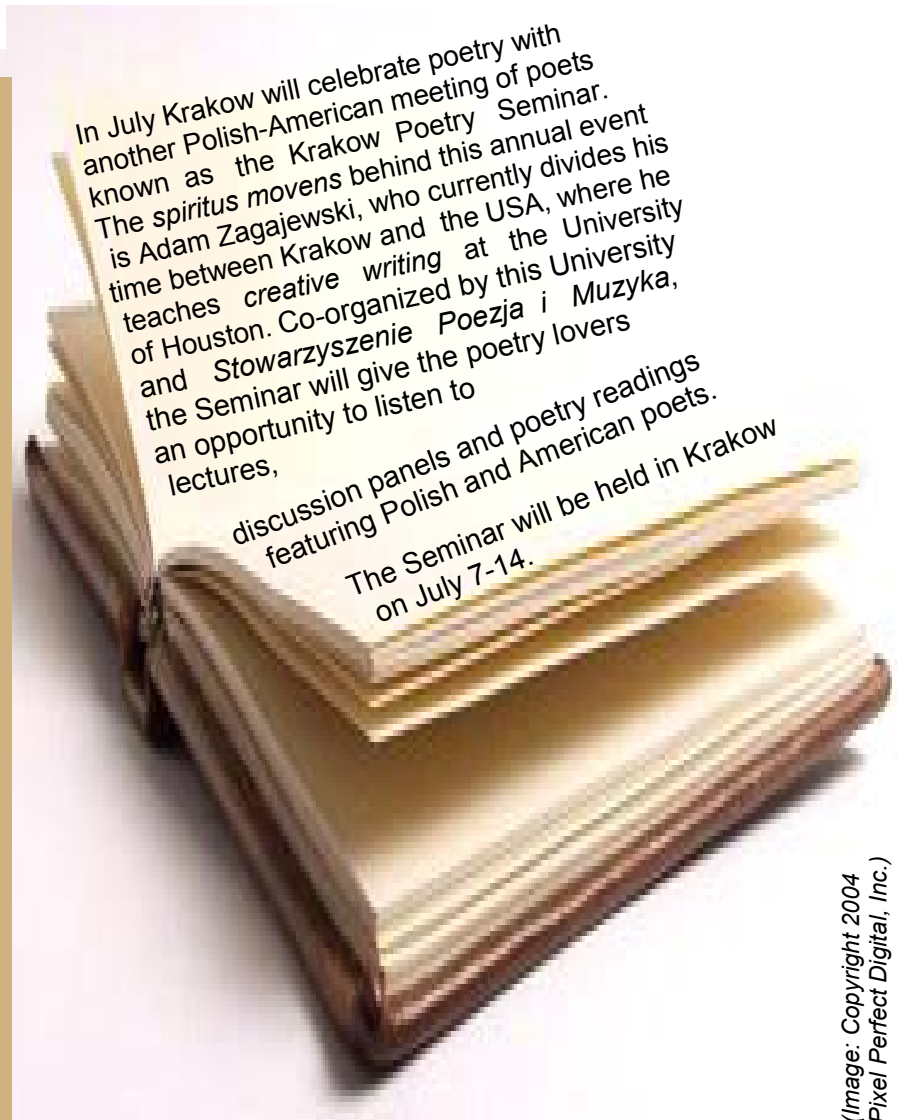 In July Krakow will celebrate poetry with
another Polish-American meeting of poets
known as the Krakow Poetry Seminar.
The spiritus movens behind this annual event
is Adam Zagajewski, who currently divides his
time between Krakow and the USA, where he
teaches creative writing at the University
of Houston. Co-organized by this University
and Stowarzyszenie Poezja i Muzyka,
the Seminar will give the poetry lovers
an opportunity to listen to
lectures,
discussion panels and poetry readings
featuring Polish and American poets.
The Seminar will be held in Krakow
on July 7-14.
(Image: Copyright 2004
Pixel Perfect Digital, Inc.)